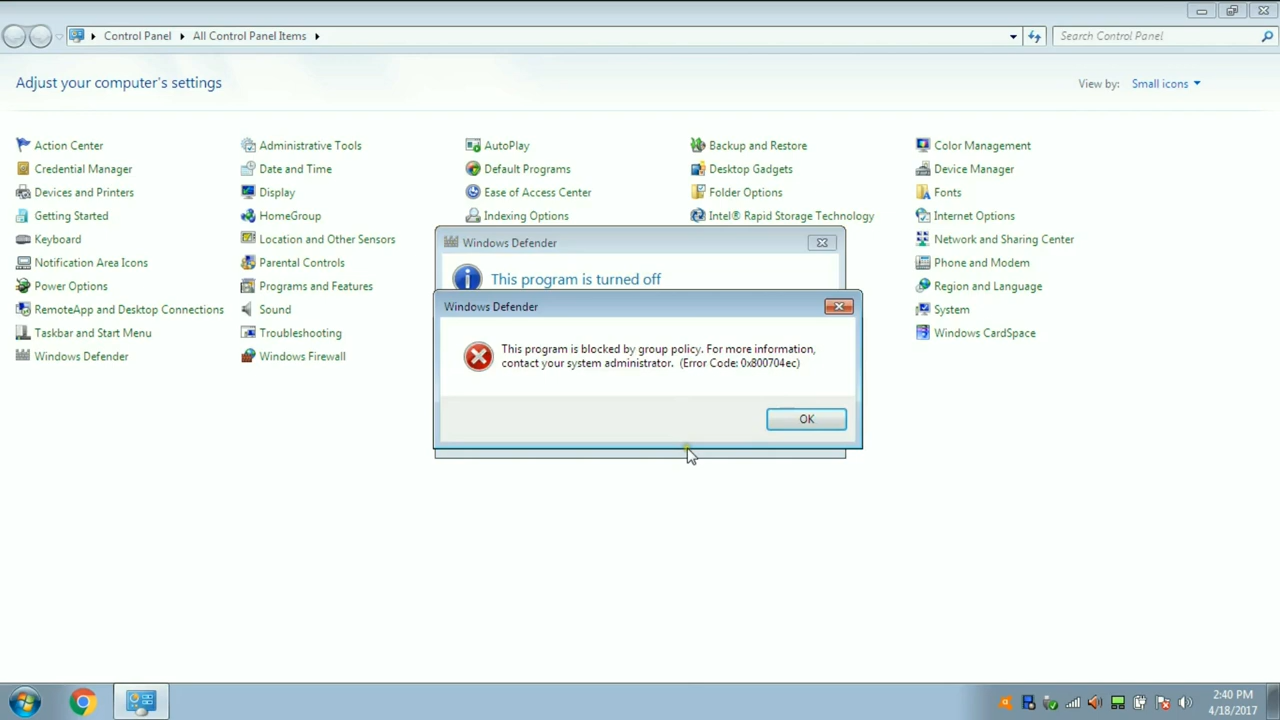 Control Panel
All Control Panel Items
Search Control Panel
Adjust your computer's settings
View by:
Small icons
Action Center
Administrative Tools
AutoPlay
Backup and Restore
Color Management
Credential Manager
Date and Time
Default Programs
Desktop Gadgets
Device Manager
Devices and Printers
Display
Ease of Access Center
Folder Options
Fonts
Getting Started
HomeGroup
Indexing Options
Intel® Rapid Storage Technology
Internet Options
Keyboard
Location and Other Sensors
Windows Defender
Network and Sharing Center
Notification Area Icons
Parental Controls
This program is turned off
Phone and Modem
Power Options
Programs and Features
Region and Language
RemoteApp and Desktop Connections
Sound
Windows Defender
System
Taskbar and Start Menu
Troubleshooting
Windows CardSpace
Windows Defender
Windows Firewall
This program is blocked by group policy. For more information,
contact your system administrator. (Error Code: 0x800704ec)
OK
2:40 PM
4/18/2017